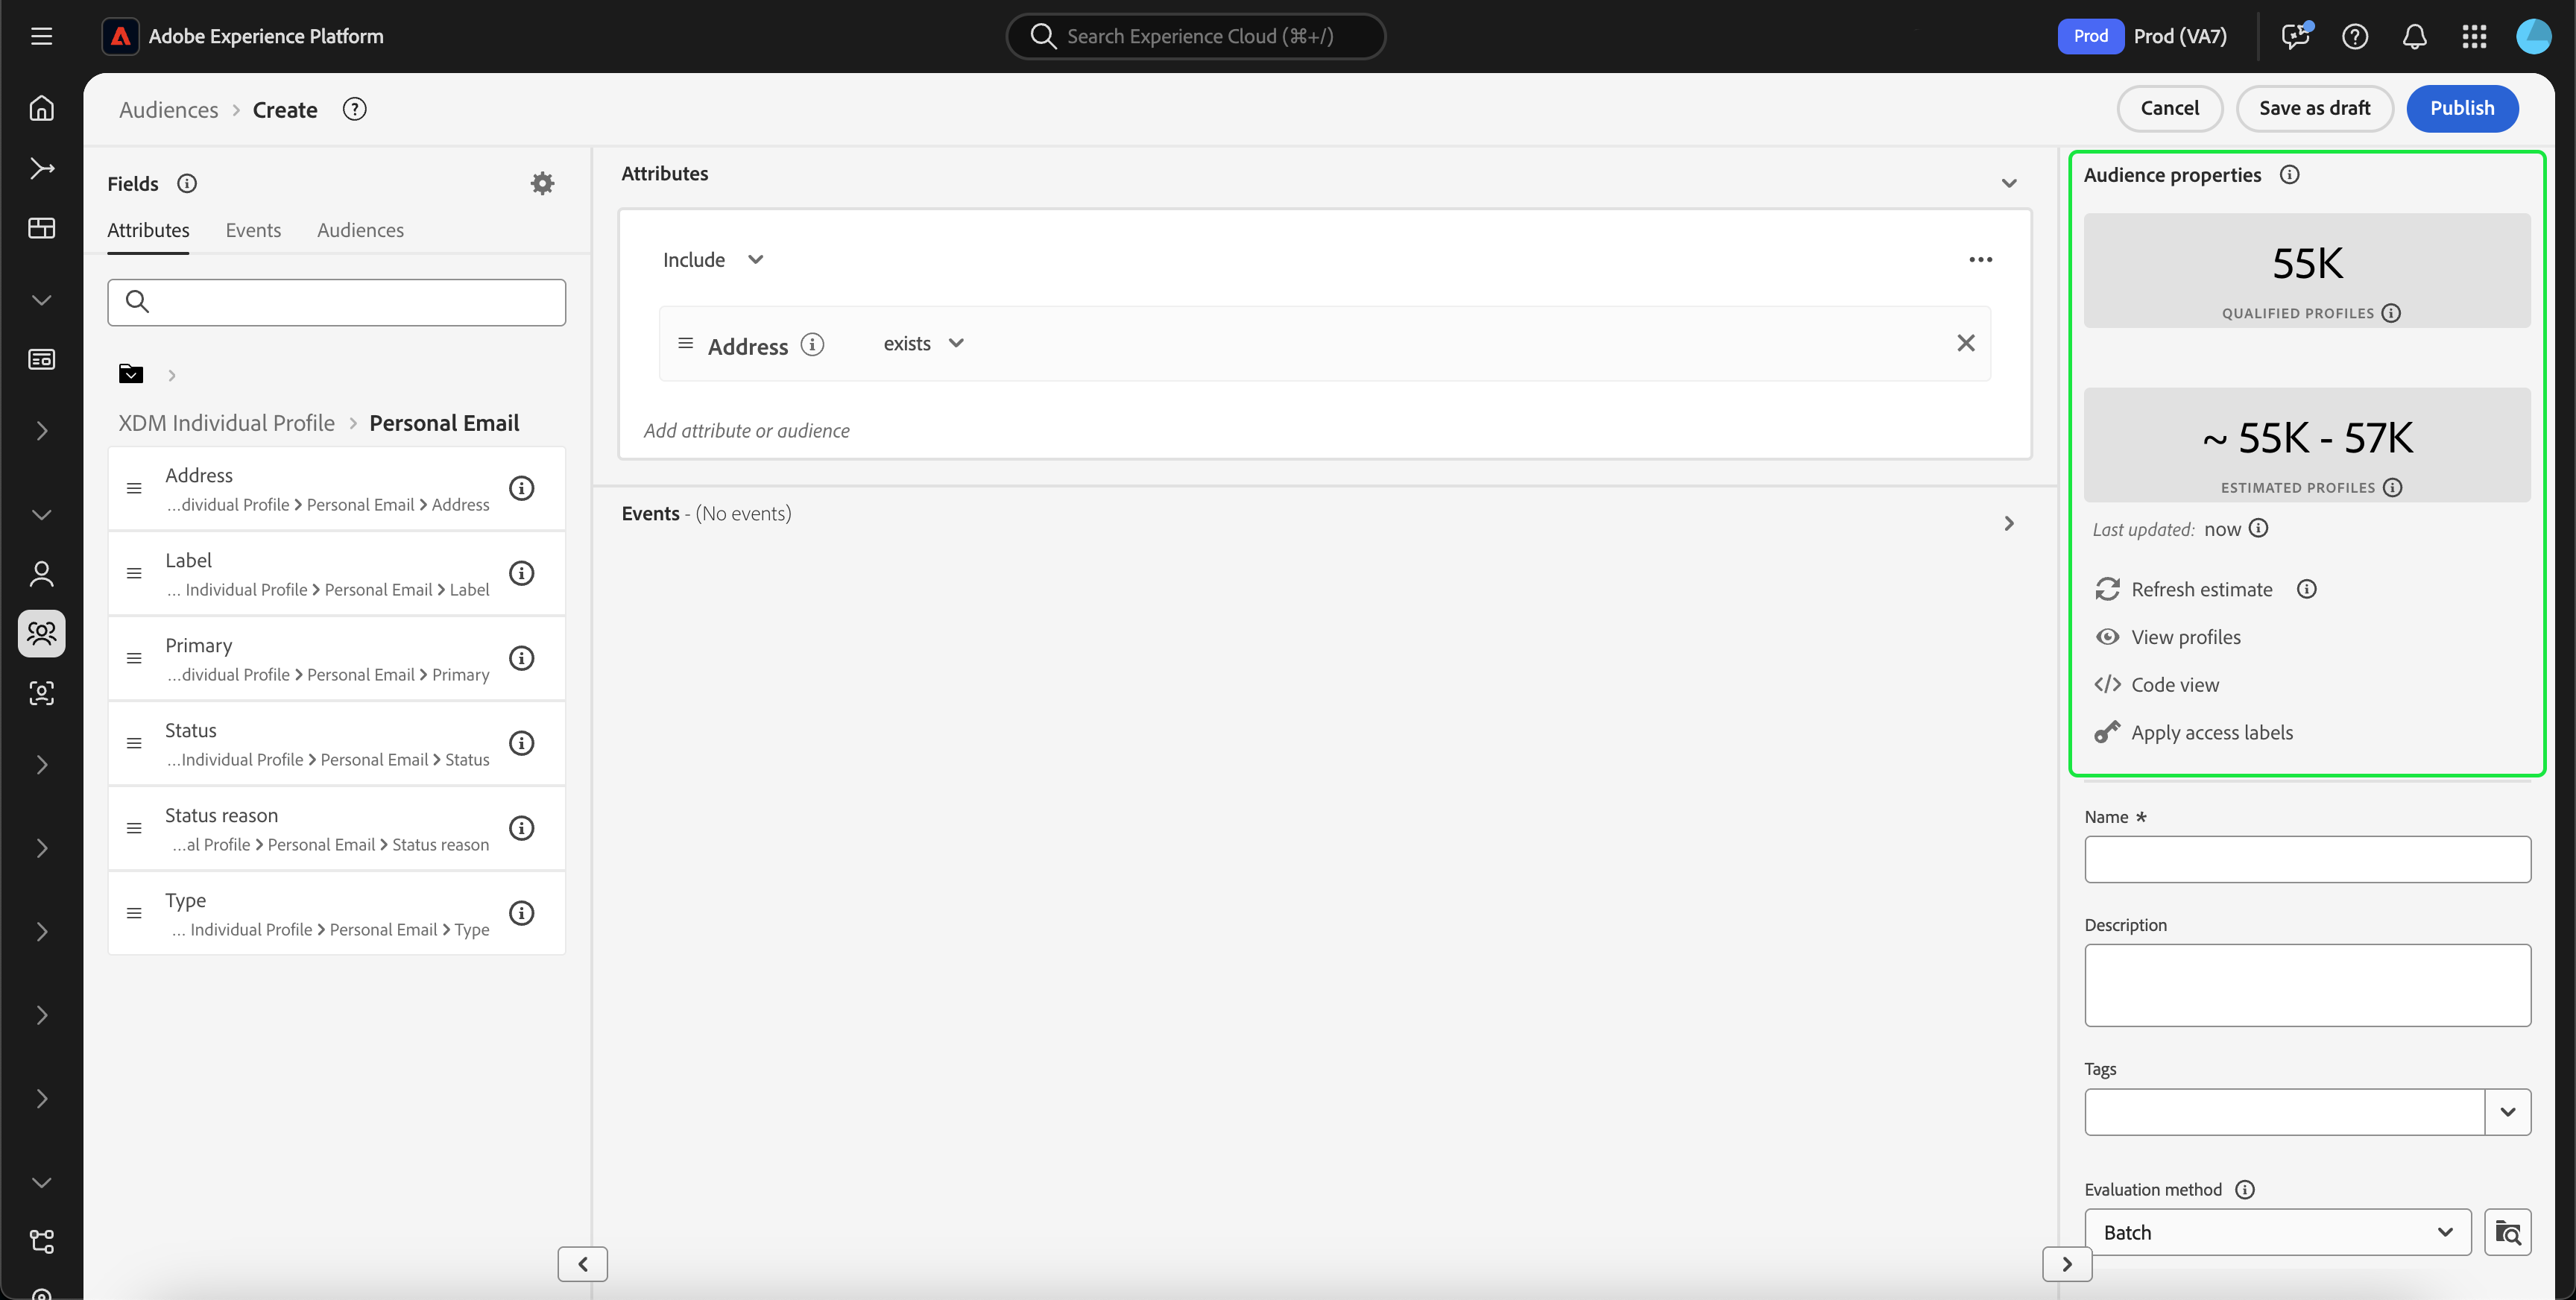 Adobe Experience Platform
Search Experience Cloud (⌘+/)
Prod
Prod (VA7)
Audiences > Create
Cancel
Save as draft
Publish
Fields
Attributes
Events
Audiences
XDM Individual Profile > Personal Email
Address
...dividual Profile > Personal Email > Address
Label
... Individual Profile > Personal Email > Label
Primary
...dividual Profile > Personal Email > Primary
Status
...Individual Profile > Personal Email > Status
Status reason
...al Profile > Personal Email > Status reason
Type
... Individual Profile > Personal Email > Type
Attributes
Include
Address
exists
Add attribute or audience
Events - (No events)
Audience properties
55K
QUALIFIED PROFILES
~ 55K - 57K
ESTIMATED PROFILES
Last updated: now
Refresh estimate
View profiles
Code view
Apply access labels
Name *
Description
Tags
Evaluation method
Batch